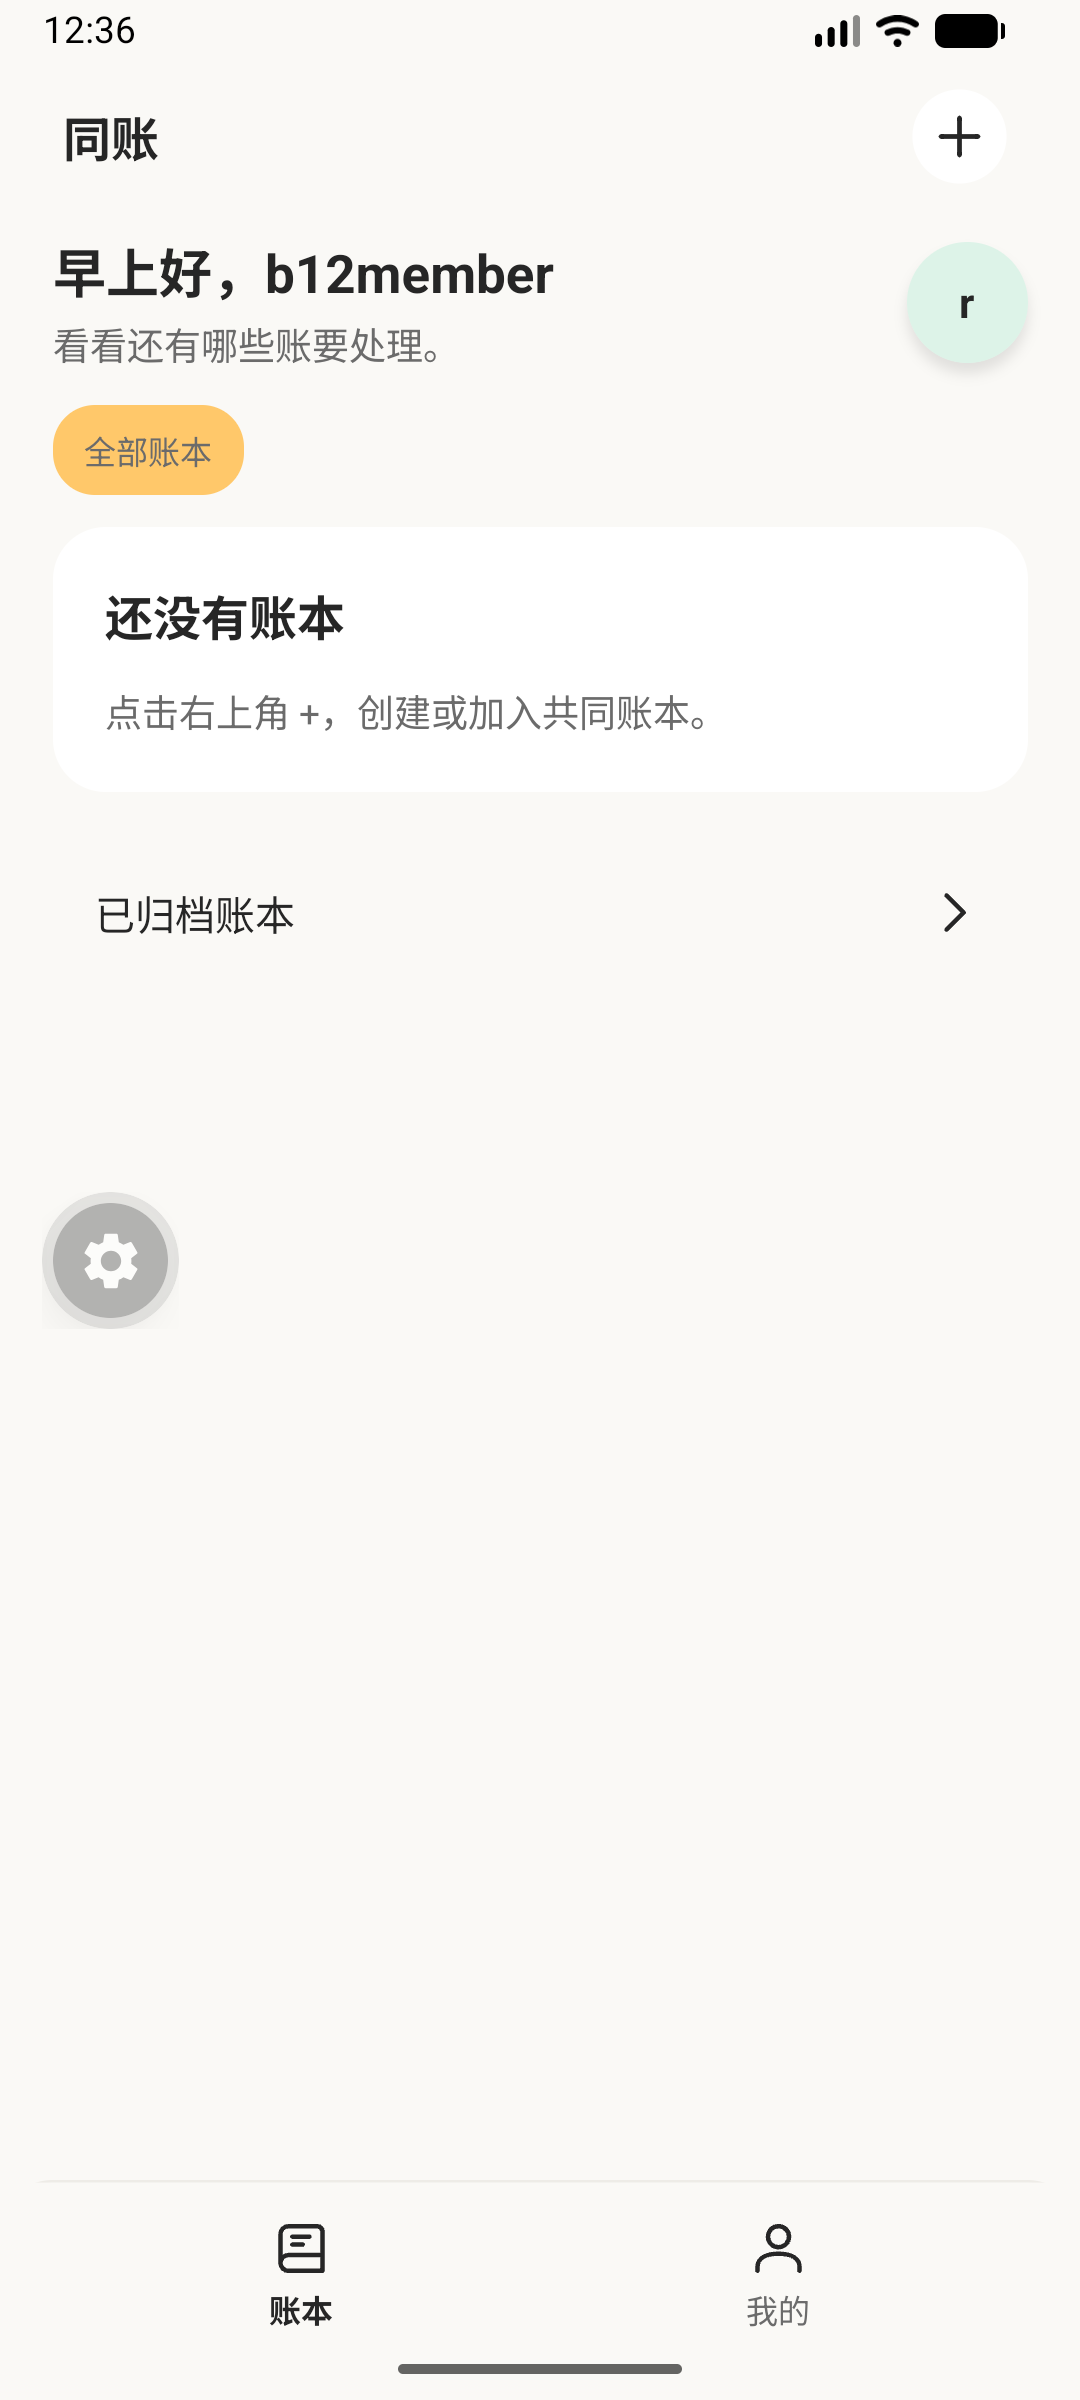 12:36
同账
早上好，b12member
看看还有哪些账要处理。
r
全部账本
还没有账本
点击右上角 +，创建或加入共同账本。
已归档账本
账本
我的